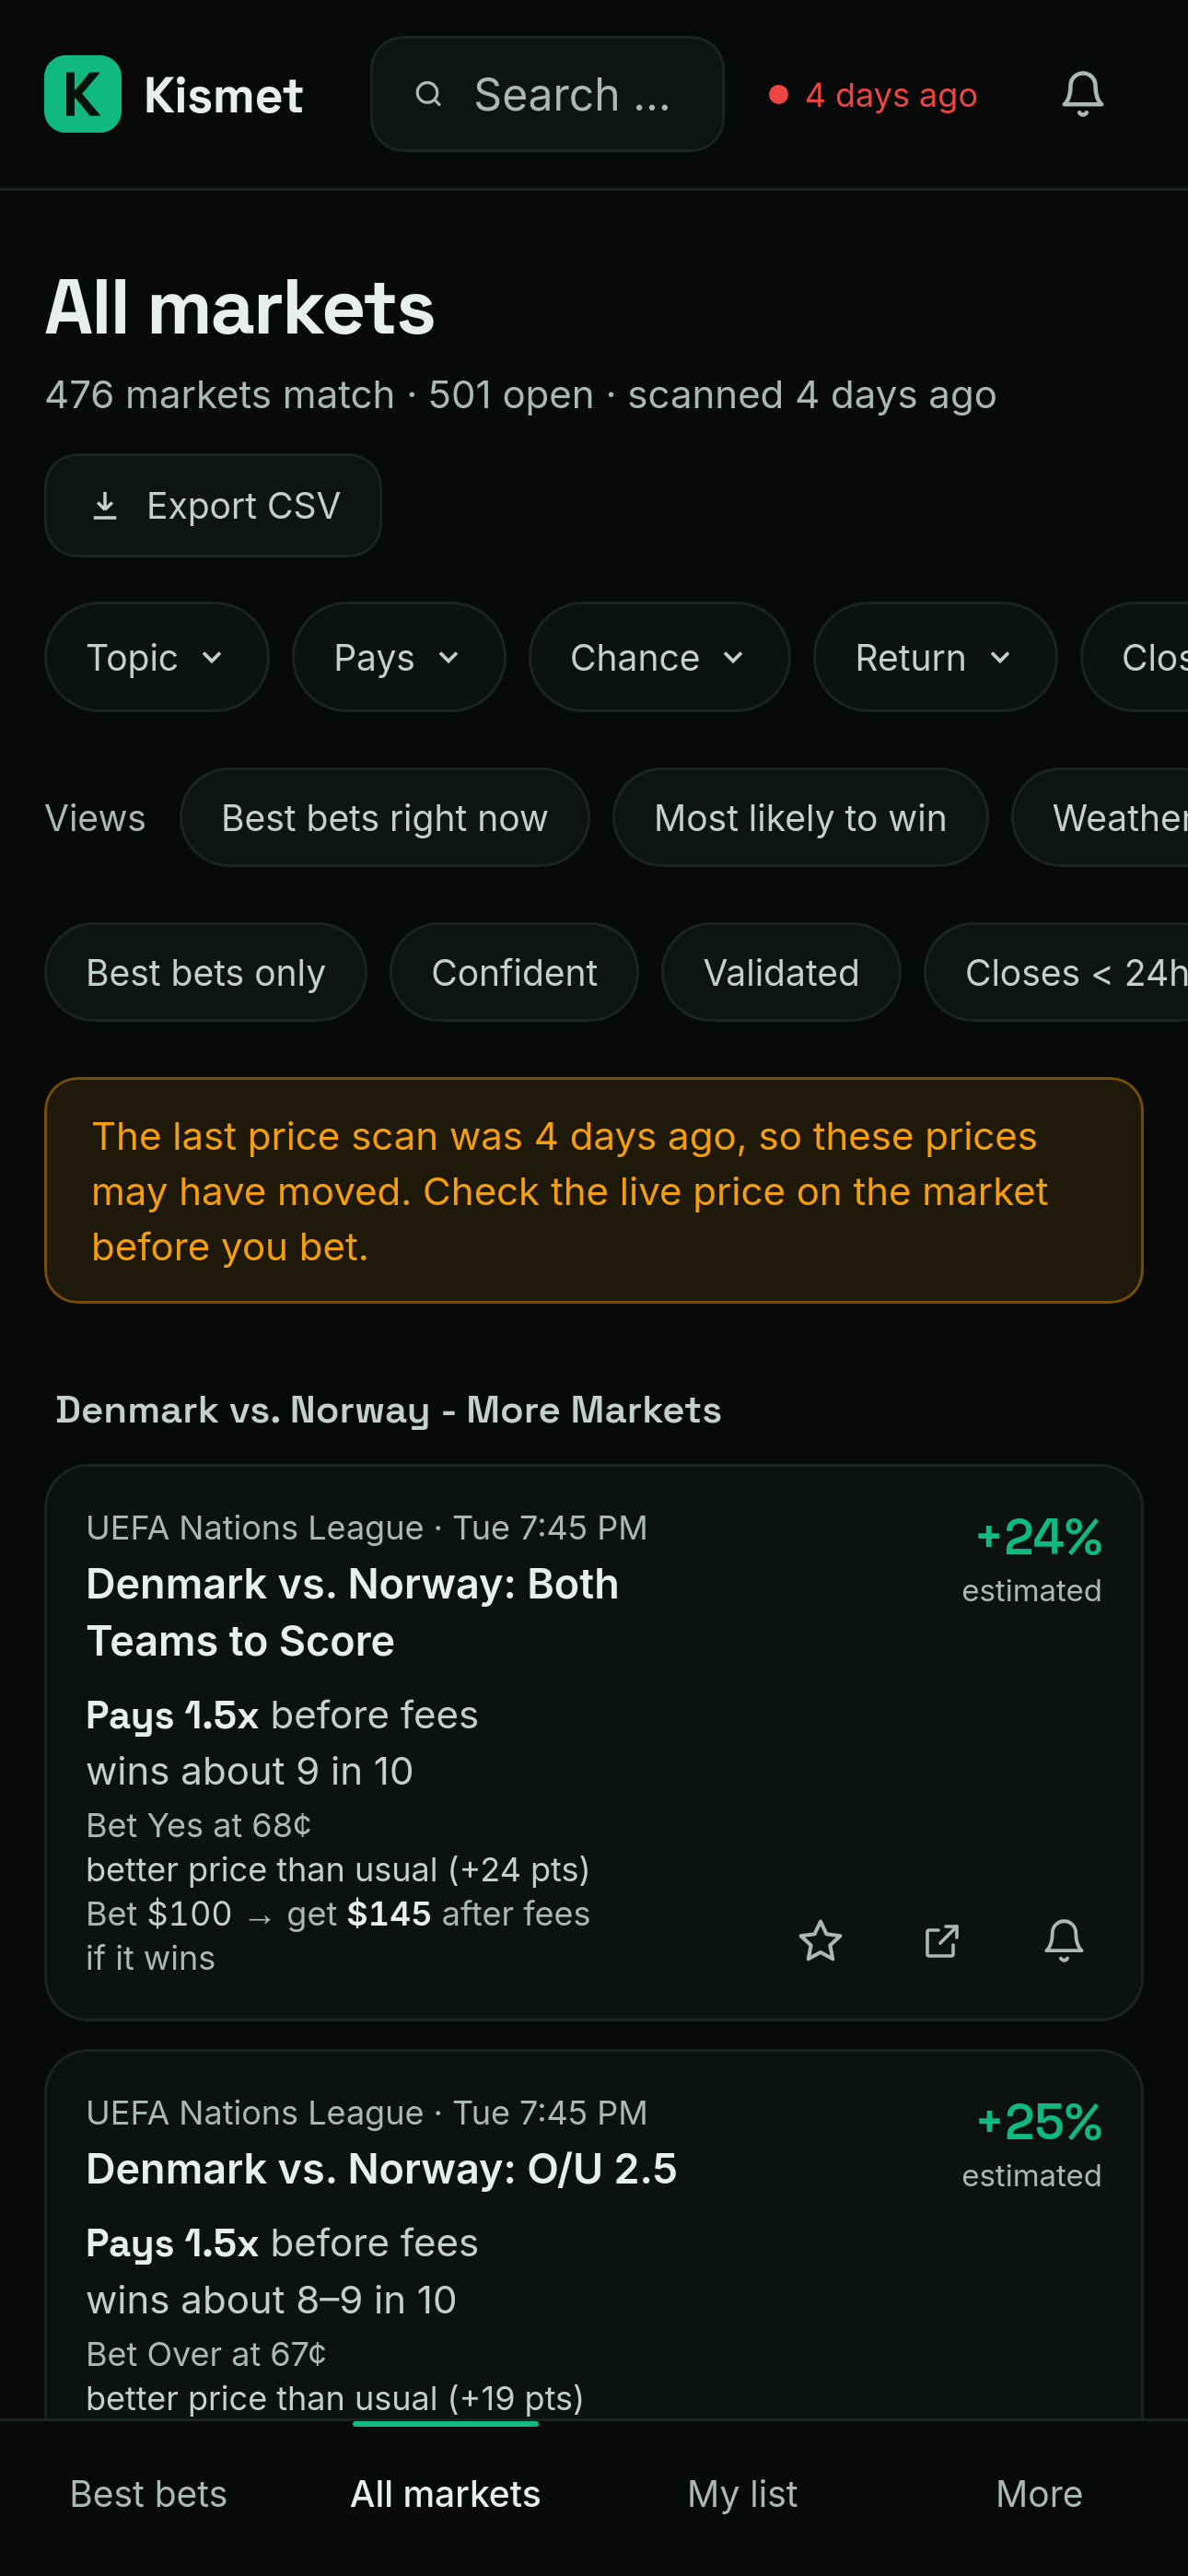 K Kismet Search ... 4 days ago
All markets
476 markets match · 501 open · scanned 4 days ago
Export CSV
Topic Pays Chance Return Clos
Views Best bets right now Most likely to win Weather
Best bets only Confident Validated Closes < 24h
The last price scan was 4 days ago, so these prices
may have moved. Check the live price on the market
before you bet.
Denmark vs. Norway - More Markets
UEFA Nations League · Tue 7:45 PM
+24%
Denmark vs. Norway: Both
estimated
Teams to Score
Pays 1.5x before fees
wins about 9 in 10
Bet Yes at 68¢
better price than usual (+24 pts)
Bet $100 → get $145 after fees
if it wins
UEFA Nations League · Tue 7:45 PM
+25%
Denmark vs. Norway: O/U 2.5
estimated
Pays 1.5x before fees
wins about 8–9 in 10
Bet Over at 67¢
better price than usual (+19 pts)
Best bets All markets My list More